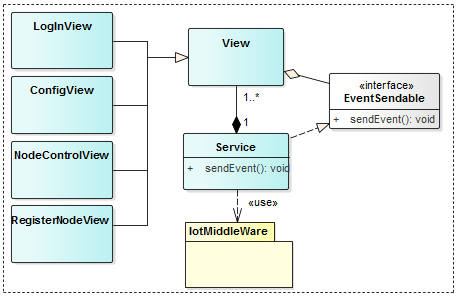 LogInView
View
«interface»
EventSendable
+ sendEvent(): void
ConfigView
1..*
1
Service
+ sendEvent(): void
NodeControlView
«use»
RegisterNodeView
IotMiddleWare